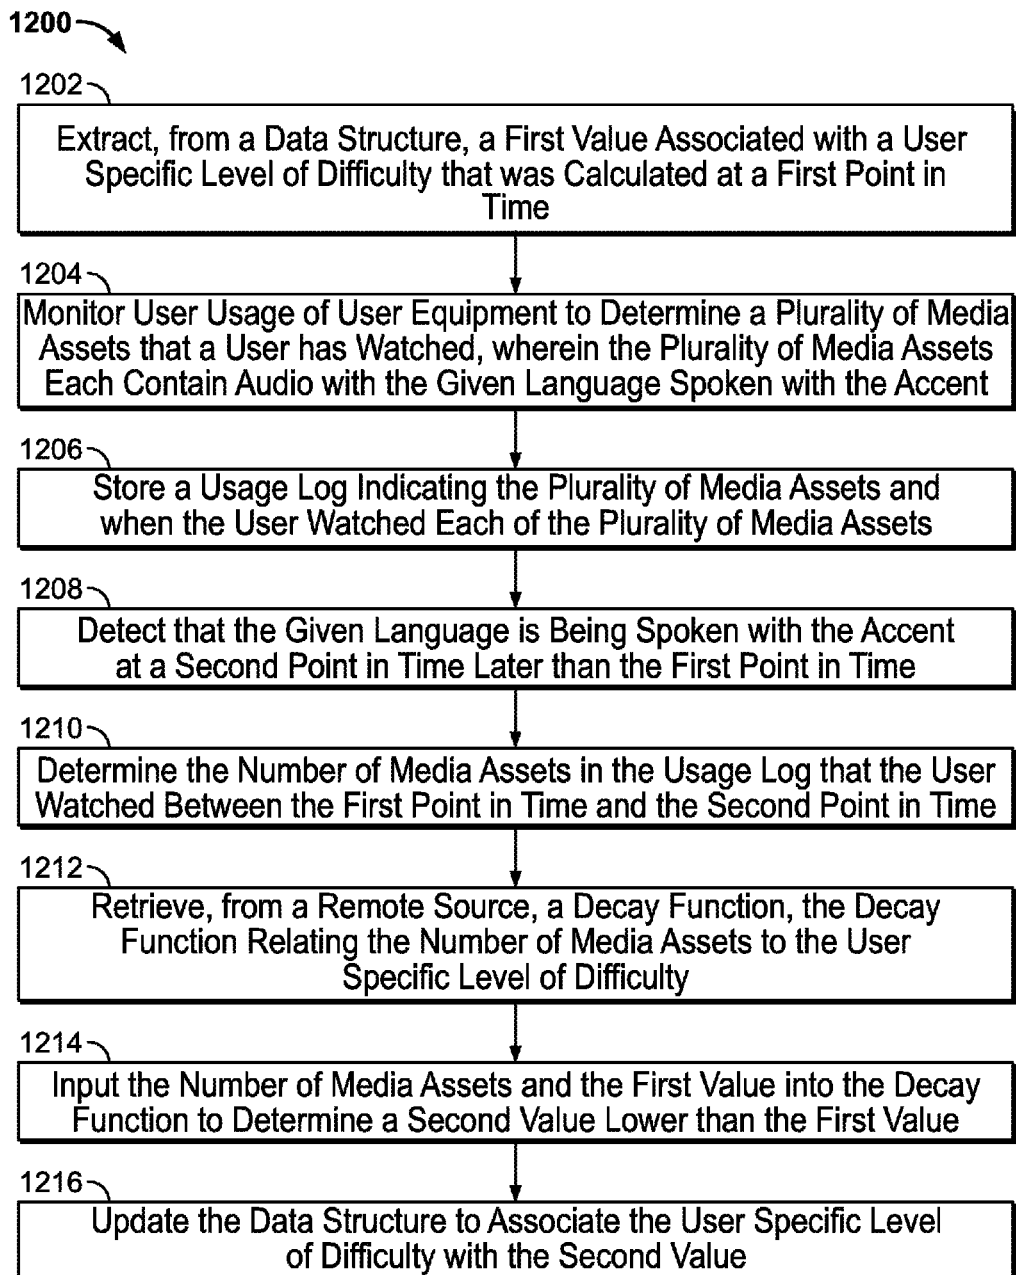 1200
1202
Extract, from a Data Structure, a First Value Associated with a User
Specific Level of Difficulty that was Calculated at a First Point in
Time
1204
Monitor User Usage of User Equipment to Determine a Plurality of Media
Assets that a User has Watched, wherein the Plurality of Media Assets
Each Contain Audio with the Given Language Spoken with the Accent
1206
Store a Usage Log Indicating the Plurality of Media Assets and
when the User Watched Each of the Plurality of Media Assets
1208
Detect that the Given Language is Being Spoken with the Accent
at a Second Point in Time Later than the First Point in Time
1210
Determine the Number of Media Assets in the Usage Log that the User
Watched Between the First Point in Time and the Second Point in Time
1212
Retrieve, from a Remote Source, a Decay Function, the Decay
Function Relating the Number of Media Assets to the User
Specific Level of Difficulty
1214
Input the Number of Media Assets and the First Value into the Decay
Function to Determine a Second Value Lower than the First Value
1216
Update the Data Structure to Associate the User Specific Level
of Difficulty with the Second Value